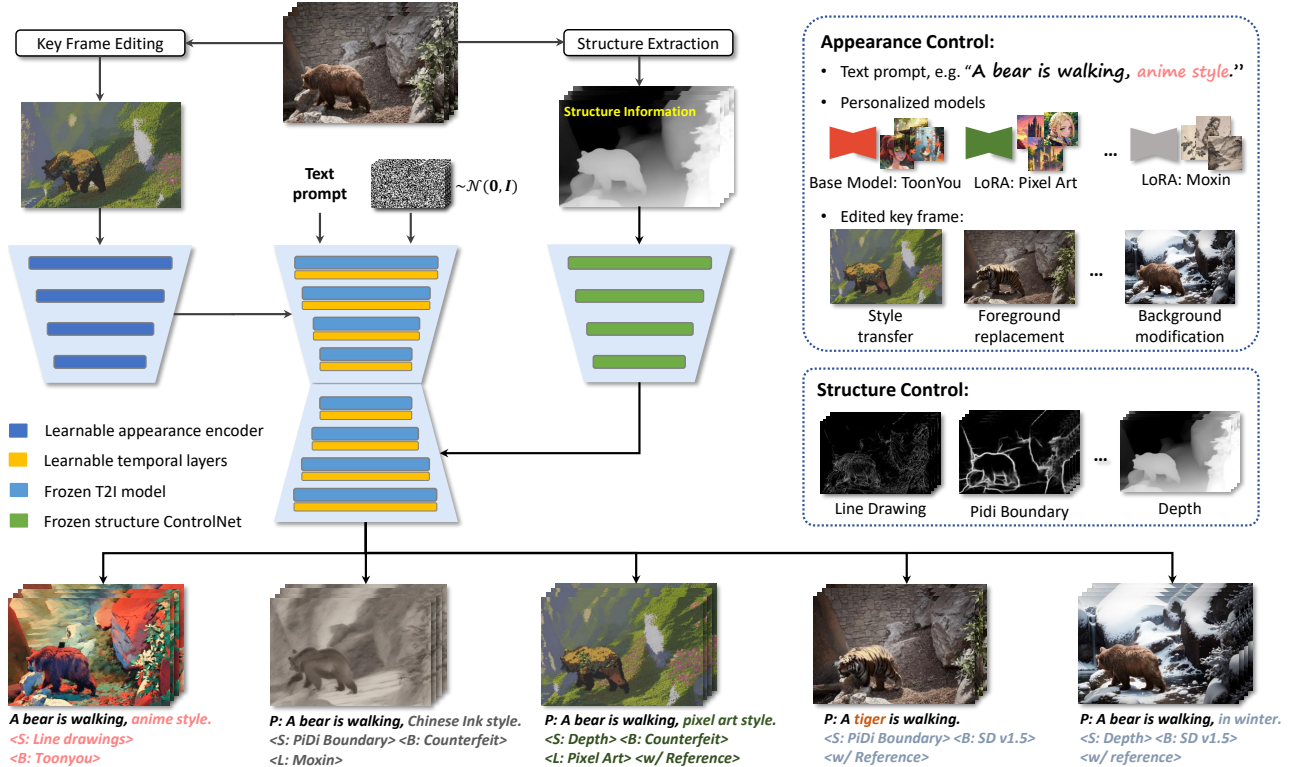 Key Frame Editing
Structure Extraction
Structure Information
Text
prompt
~𝒩(0, I)
Learnable appearance encoder
Learnable temporal layers
Frozen T2I model
Frozen structure ControlNet
Appearance Control:
• Text prompt, e.g. “A bear is walking, anime style.”
• Personalized models
...
Base Model: ToonYou
LoRA: Pixel Art
LoRA: Moxin
• Edited key frame:
...
Style
transfer
Foreground
replacement
Background
modification
Structure Control:
...
Line Drawing
Pidi Boundary
Depth
A bear is walking, anime style.
<S: Line drawings>
<B: Toonyou>
P: A bear is walking, Chinese Ink style.
<S: PiDi Boundary> <B: Counterfeit>
<L: Moxin>
P: A bear is walking, pixel art style.
<S: Depth> <B: Counterfeit>
<L: Pixel Art> <w/ Reference>
P: A tiger is walking.
<S: PiDi Boundary> <B: SD v1.5>
<w/ Reference>
P: A bear is walking, in winter.
<S: Depth> <B: SD v1.5>
<w/ reference>